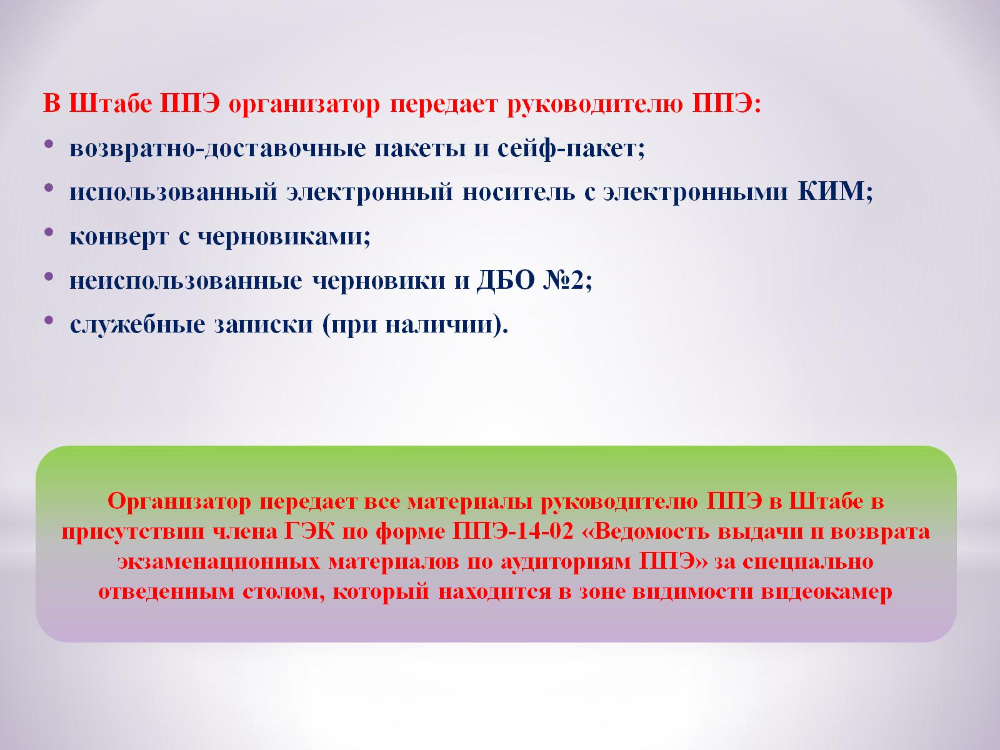 В Штабе ППЭ организатор передает руководителю ППЭ:
• возвратно-доставочные пакеты и сейф-пакет;
• использованный электронный носитель с электронными КИМ;
• конверт с черновиками;
• неиспользованные черновики и ДБО №2;
• служебные записки (при наличии).
Организатор передает все материалы руководителю ППЭ в Штабе в
присутствии члена ГЭК по форме ППЭ-14-02 «Ведомость выдачи и возврата
экзаменационных материалов по аудиториям ППЭ» за специально
отведенным столом, который находится в зоне видимости видеокамер